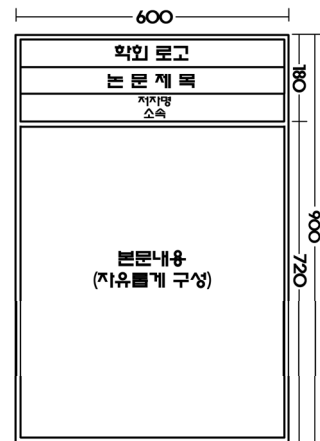 600
학회 로고
논 문 제 목
저자명
소속
180
본문내용
(자유롭게 구성)
720
900